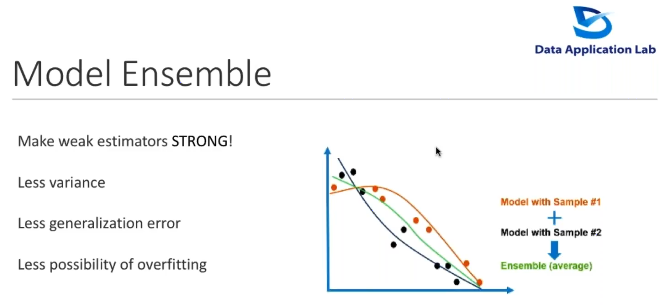 Data Application Lab
Model Ensemble
Make weak estimators STRONG!
Less variance
Less generalization error
Less possibility of overfitting
Model with Sample #1
+
Model with Sample #2
Ensemble (average)